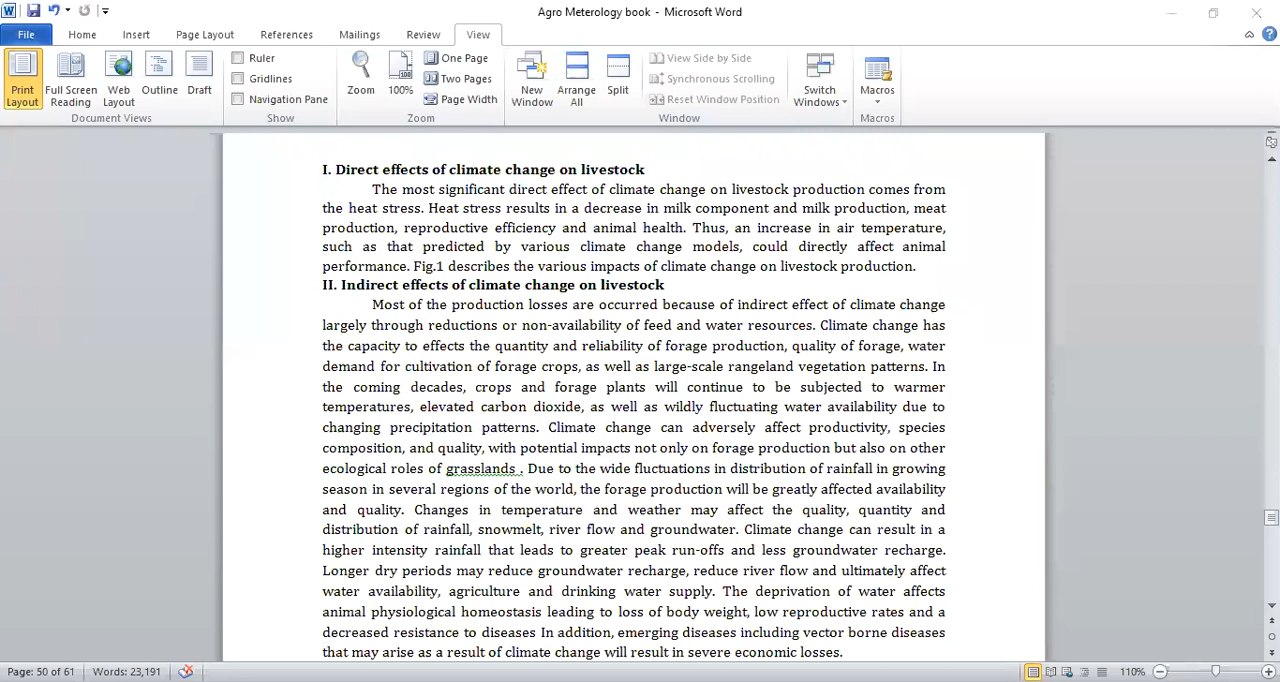 Agro Meterology book - Microsoft Word
File Home Insert Page Layout References Mailings Review View
Print Layout
Full Screen Reading
Web Layout
Outline
Draft
Document Views
Ruler
Gridlines
Navigation Pane
Show
Zoom
100%
One Page
Two Pages
Page Width
Zoom
New Window
Arrange All
Split
View Side by Side
Synchronous Scrolling
Reset Window Position
Window
Switch Windows
Macros
Macros
I. Direct effects of climate change on livestock
The most significant direct effect of climate change on livestock production comes from
the heat stress. Heat stress results in a decrease in milk component and milk production, meat
production, reproductive efficiency and animal health. Thus, an increase in air temperature,
such as that predicted by various climate change models, could directly affect animal
performance. Fig.1 describes the various impacts of climate change on livestock production.
II. Indirect effects of climate change on livestock
Most of the production losses are occurred because of indirect effect of climate change
largely through reductions or non-availability of feed and water resources. Climate change has
the capacity to effects the quantity and reliability of forage production, quality of forage, water
demand for cultivation of forage crops, as well as large-scale rangeland vegetation patterns. In
the coming decades, crops and forage plants will continue to be subjected to warmer
temperatures, elevated carbon dioxide, as well as wildly fluctuating water availability due to
changing precipitation patterns. Climate change can adversely affect productivity, species
composition, and quality, with potential impacts not only on forage production but also on other
ecological roles of grasslands . Due to the wide fluctuations in distribution of rainfall in growing
season in several regions of the world, the forage production will be greatly affected availability
and quality. Changes in temperature and weather may affect the quality, quantity and
distribution of rainfall, snowmelt, river flow and groundwater. Climate change can result in a
higher intensity rainfall that leads to greater peak run-offs and less groundwater recharge.
Longer dry periods may reduce groundwater recharge, reduce river flow and ultimately affect
water availability, agriculture and drinking water supply. The deprivation of water affects
animal physiological homeostasis leading to loss of body weight, low reproductive rates and a
decreased resistance to diseases In addition, emerging diseases including vector borne diseases
that may arise as a result of climate change will result in severe economic losses.
Page: 50 of 61 Words: 23,191 110%